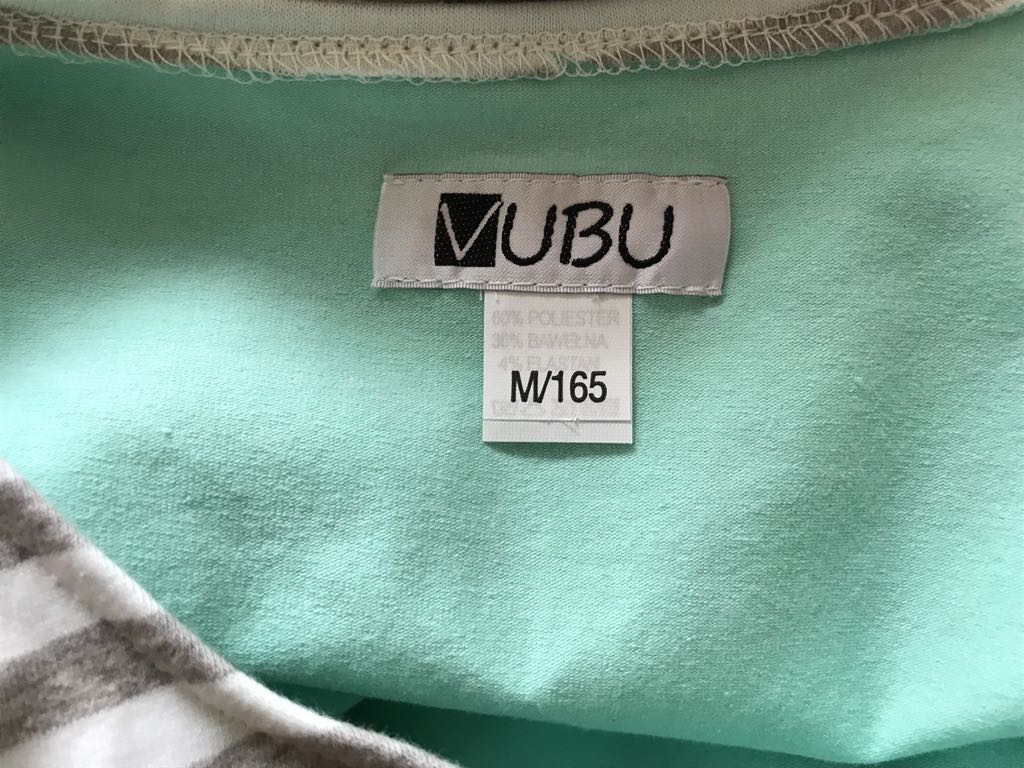 VUBU
60% POLIESTER
36% BAWEŁNA
4% ELASTAN
M/165